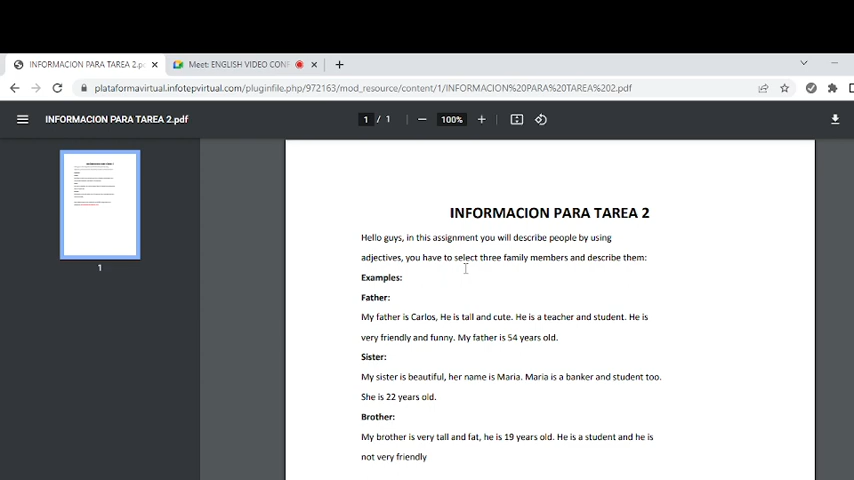 INFORMACION PARA TAREA 2.pc
Meet: ENGLISH VIDEO CONF
plataformavirtual.infotepvirtual.com/pluginfile.php/972163/mod_resource/content/1/INFORMACION%20PARA%20TAREA%202.pdf
INFORMACION PARA TAREA 2.pdf
1 / 1
100%
1
INFORMACION PARA TAREA 2
Hello guys, in this assignment you will describe people by using
adjectives, you have to select three family members and describe them:
Examples:
Father:
My father is Carlos, He is tall and cute. He is a teacher and student. He is
very friendly and funny. My father is 54 years old.
Sister:
My sister is beautiful, her name is Maria. Maria is a banker and student too.
She is 22 years old.
Brother:
My brother is very tall and fat, he is 19 years old. He is a student and he is
not very friendly